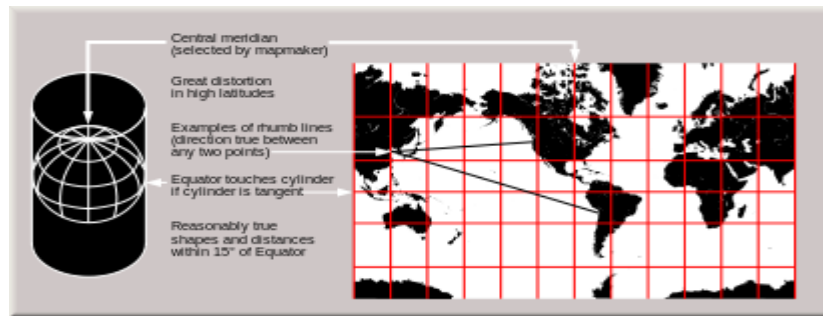 Central meridian
(selected by mapmaker)
Great distortion
in high latitudes
Examples of rhumb lines
(direction true between
any two points)
Equator touches cylinder
if cylinder is tangent
Reasonably true
shapes and distances
within 15° of Equator